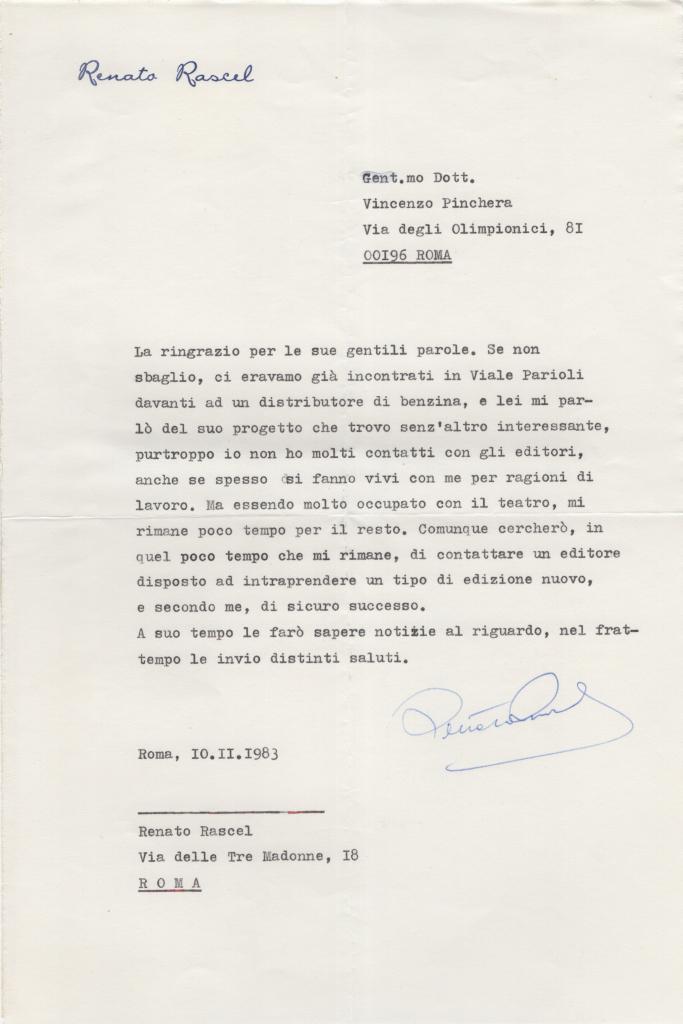 Renato Rascel
Gent.mo Dott.
Vincenzo Pinchera
Via degli Olimpionici, 8I
00I96 ROMA
La ringrazio per le sue gentili parole. Se non
sbaglio, ci eravamo già incontrati in Viale Parioli
davanti ad un distributore di benzina, e lei mi par-
lò del suo progetto che trovo senz'altro interessante,
purtroppo io non ho molti contatti con gli editori,
anche se spesso si fanno vivi con me per ragioni di
lavoro. Ma essendo molto occupato con il teatro, mi
rimane poco tempo per il resto. Comunque cercherò, in
quel poco tempo che mi rimane, di contattare un editore
disposto ad intraprendere un tipo di edizione nuovo,
e secondo me, di sicuro successo.
A suo tempo le farò sapere notizie al riguardo, nel frat-
tempo le invio distinti saluti.
Renato Rascel
Roma, I0.II.I983
Renato Rascel
Via delle Tre Madonne, I8
R O M A